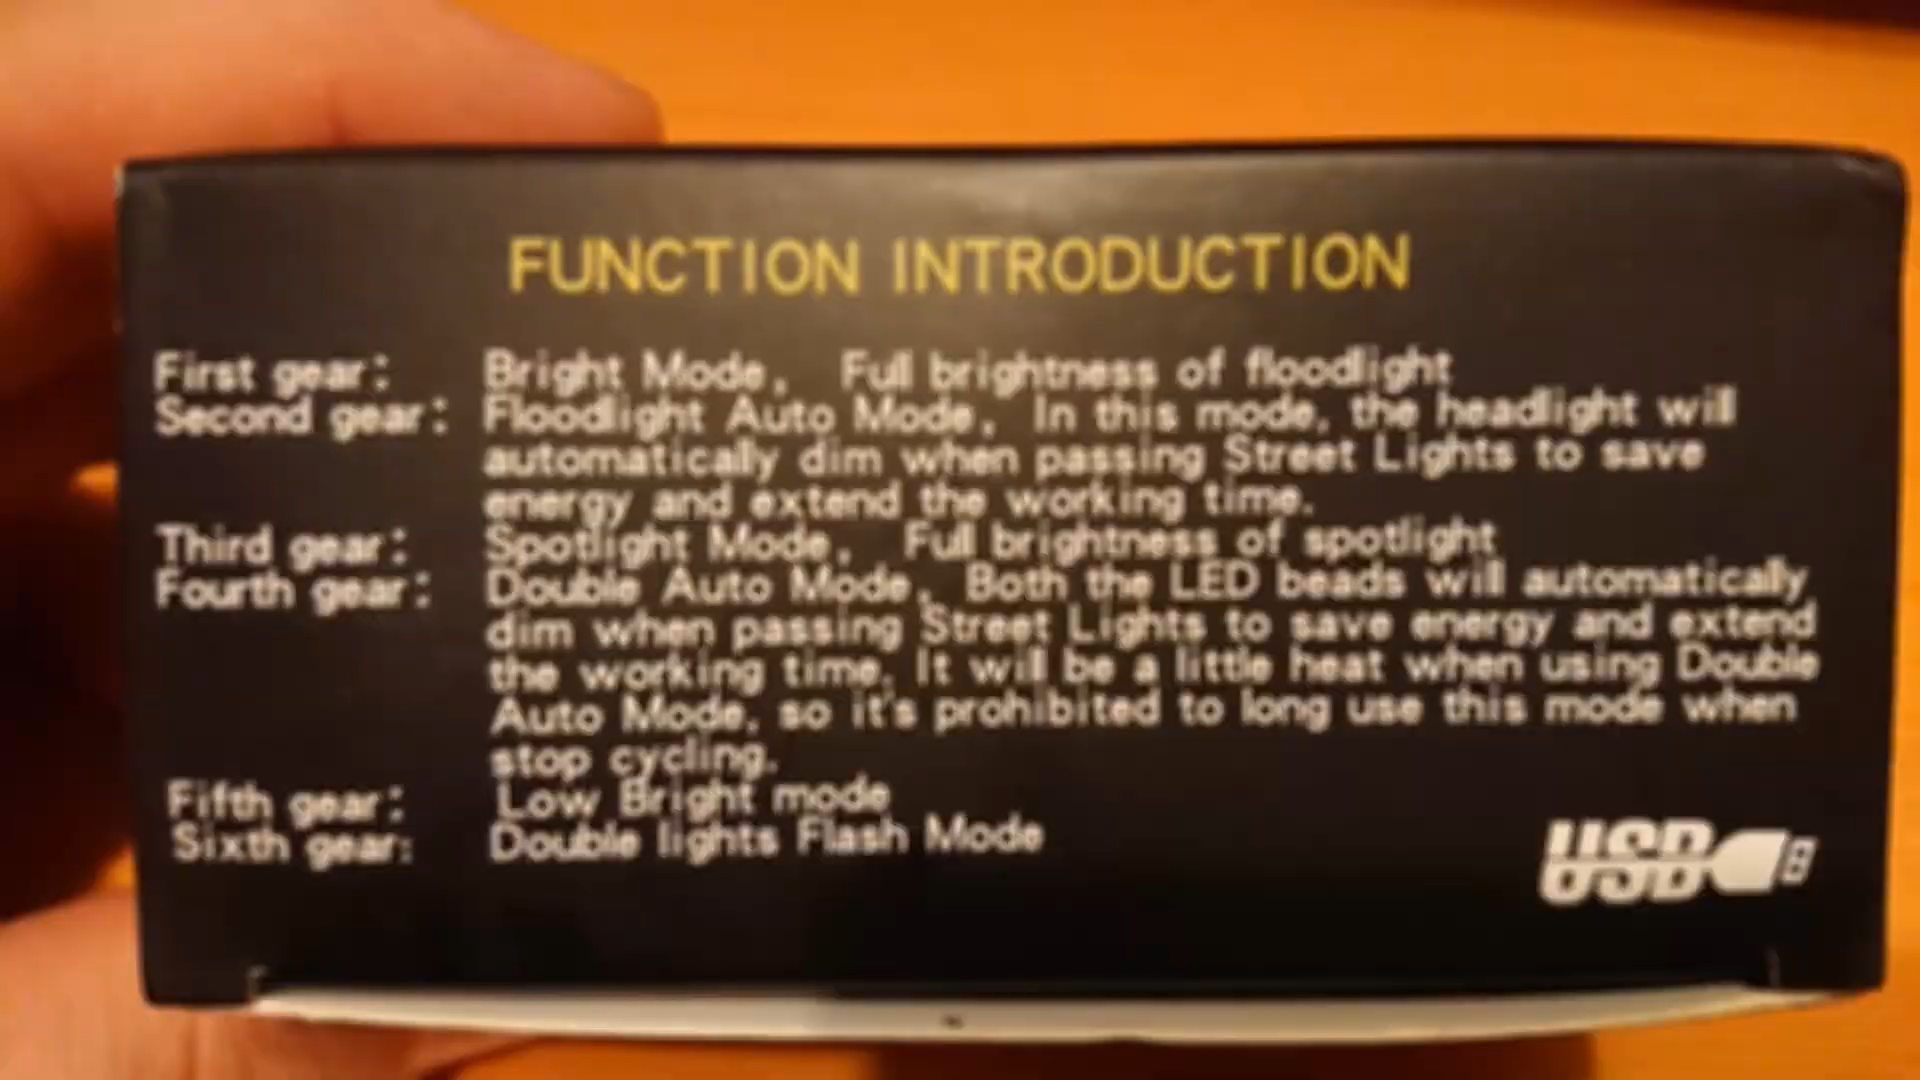 FUNCTION INTRODUCTION
First gear: Bright Mode, Full brightness of floodlight
Second gear: Floodlight Auto Mode, In this mode, the headlight will
automatically dim when passing Street Lights to save
energy and extend the working time.
Third gear: Spotlight Mode, Full brightness of spotlight
Fourth gear: Double Auto Mode, Both the LED beads will automatically
dim when passing Street Lights to save energy and extend
the working time. It will be a little heat when using Double
Auto Mode, so it's prohibited to long use this mode when
stop cycling.
Fifth gear: Low Bright mode
Sixth gear: Double lights Flash Mode
USB